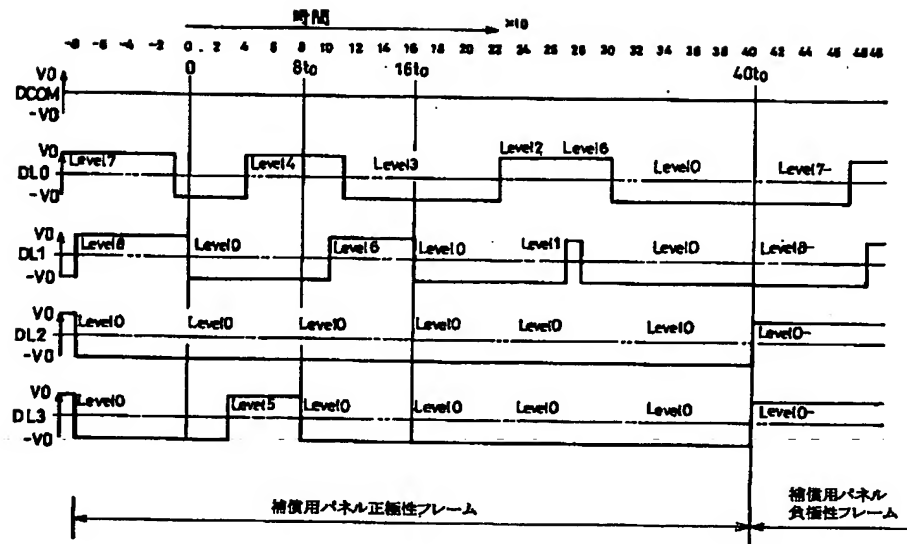 時間 ×t0
-8 -6 -4 -2 0 2 4 6 8 10 12 14 16 18 20 22 24 26 28 30 32 34 36 38 40 42 44 46 48
0 8t0 16t0 40t0
V0
DCOM
-V0
V0 Level7 Level4 Level3 Level2 Level6 Level0 Level7-
DL0
-V0
V0 Level8 Level0 Level6 Level0 Level1 Level0 Level8-
DL1
-V0
V0 Level0 Level0 Level0 Level0 Level0 Level0 Level0-
DL2
-V0
V0 Level0 Level5 Level0 Level0 Level0 Level0 Level0-
DL3
-V0
補償用パネル正極性フレーム
補償用パネル
負極性フレーム